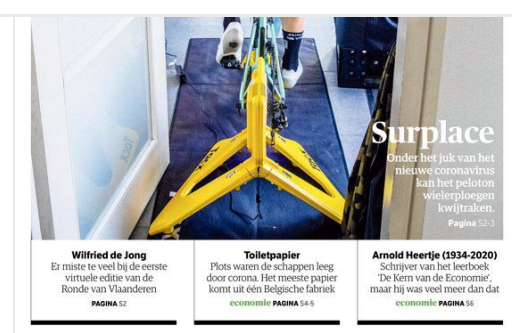 Surplace
Onder het juk van het
nieuwe coronavirus
kan het peloton
wielerploegen
kwijtraken.
Pagina S2-3
Wilfried de Jong
Er miste te veel bij de eerste
virtuele editie van de
Ronde van Vlaanderen
PAGINA S2
Toiletpapier
Plots waren de schappen leeg
door corona. Het meeste papier
komt uit één Belgische fabriek
economie PAGINA S4-5
Arnold Heertje (1934-2020)
Schrijver van het leerboek
‘De Kern van de Economie’,
maar hij was veel meer dan dat
economie PAGINA S6